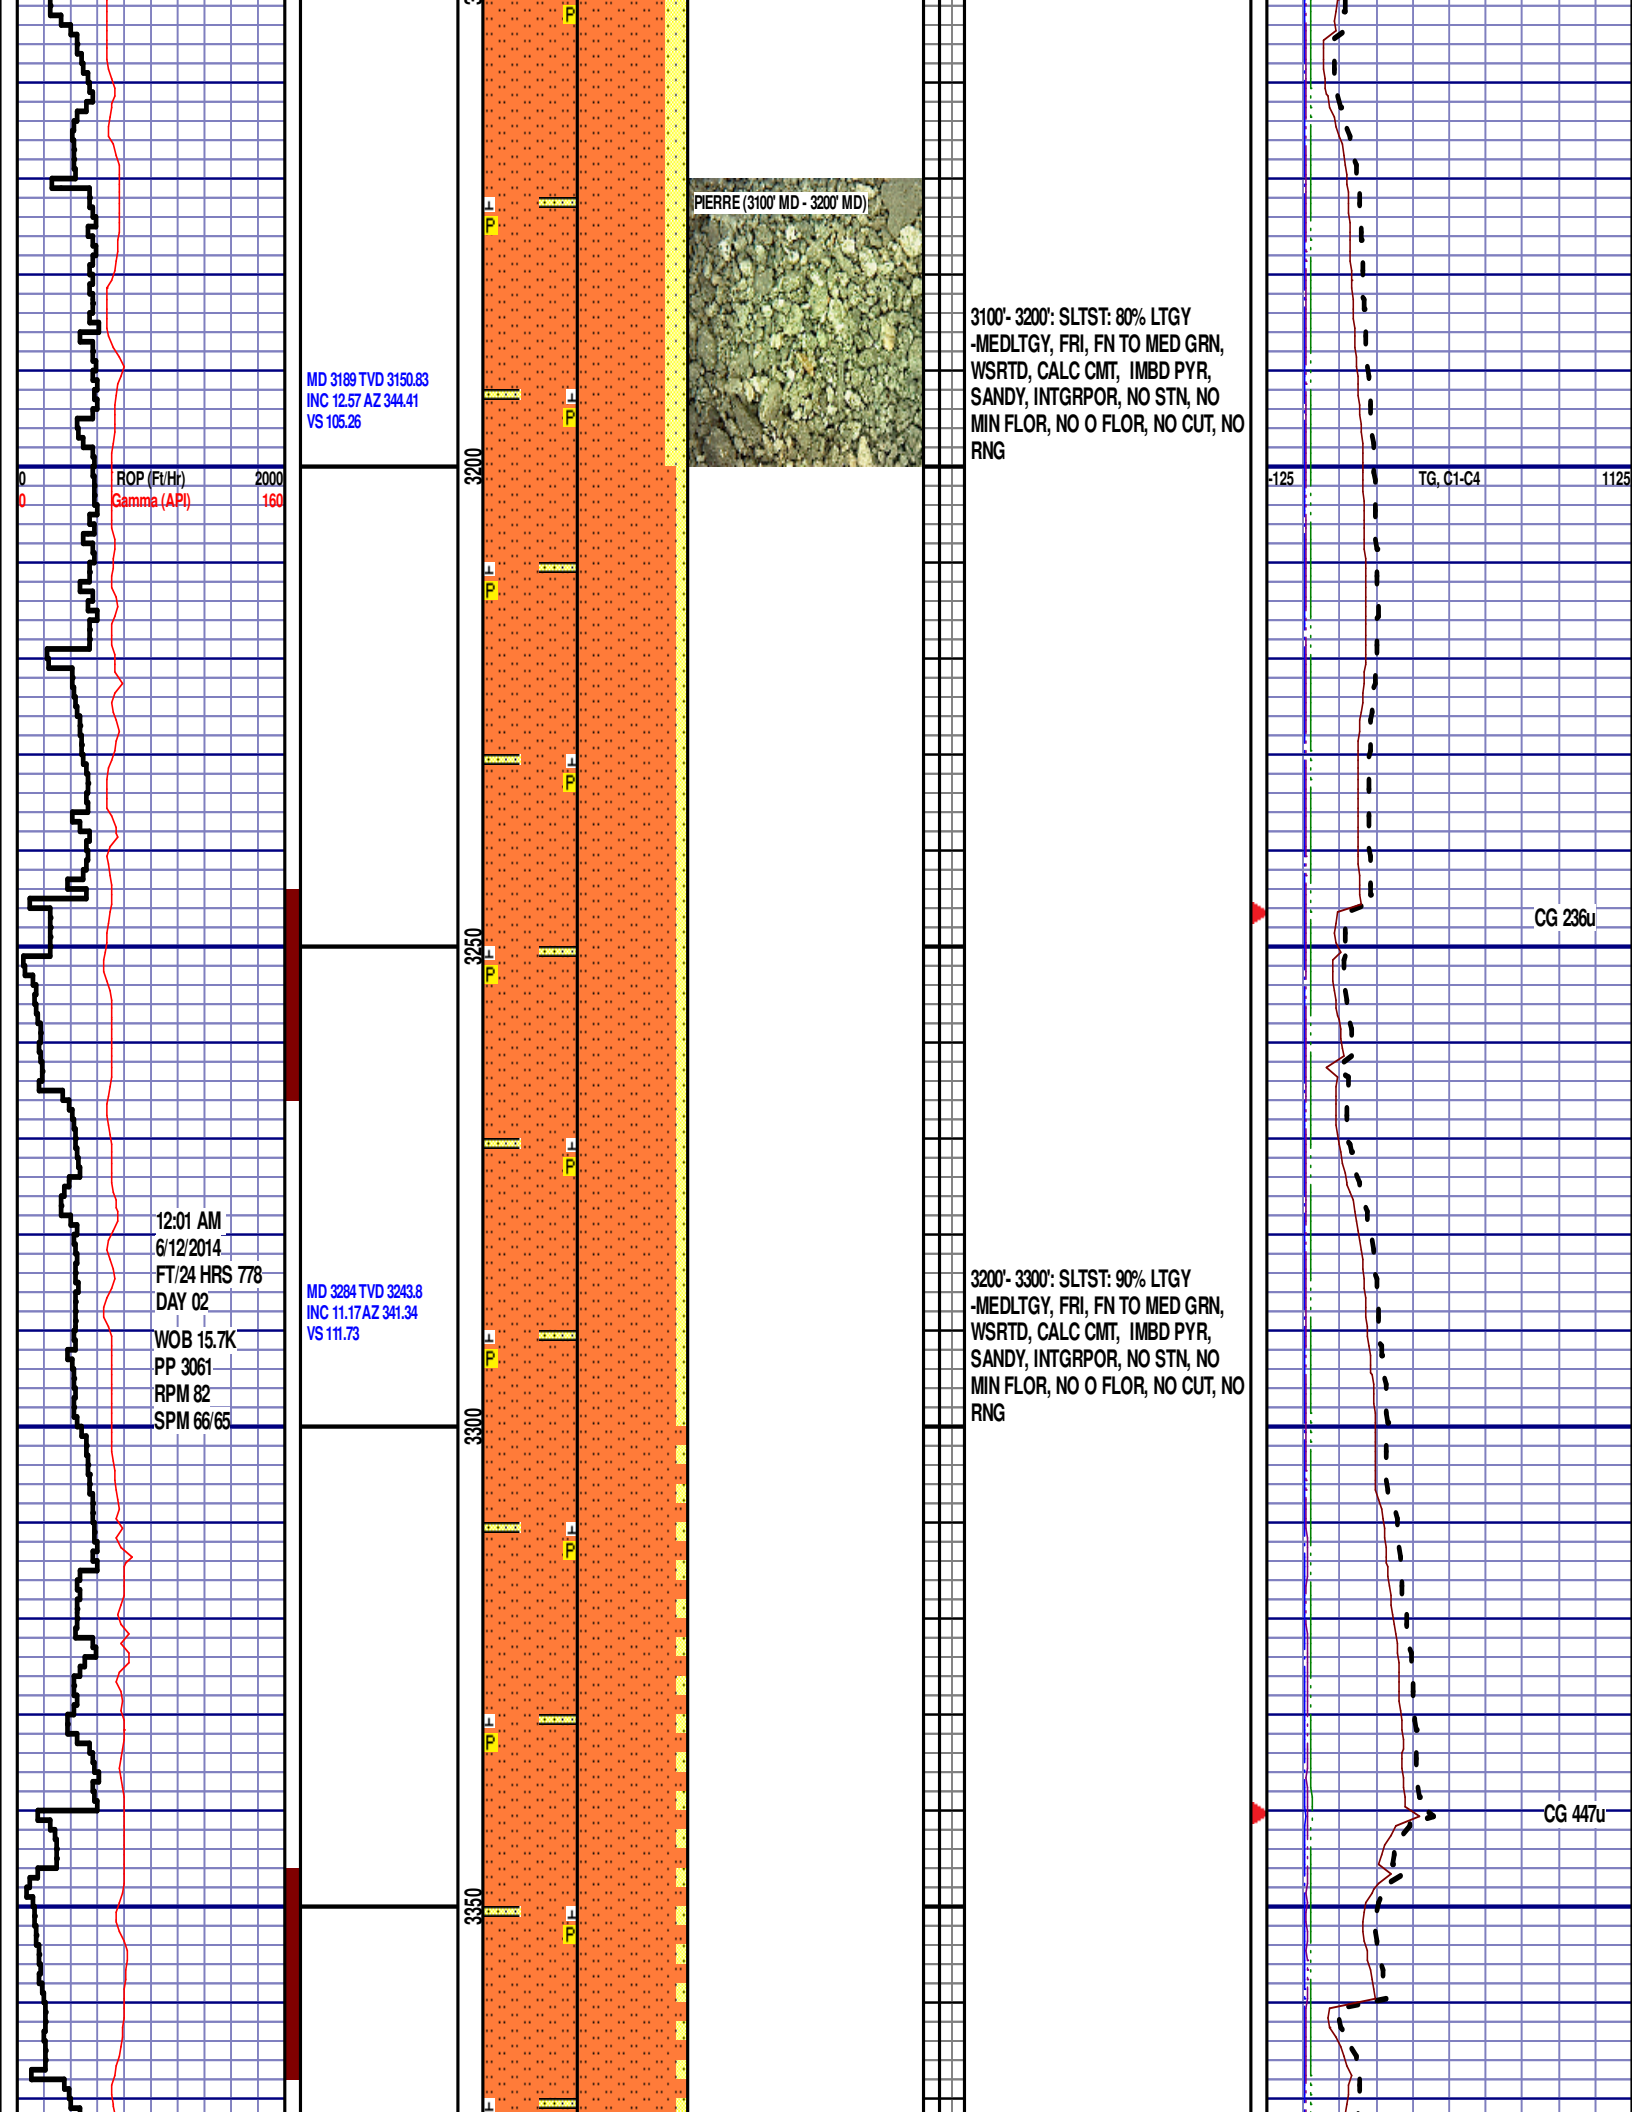 P
PIERRE (3100' MD - 3200' MD)
P
3100'- 3200': SLTST: 80% LTGY
-MEDLTGY, FRI, FN TO MED GRN,
WSRTD, CALC CMT, IMBD PYR,
SANDY, INTGRPOR, NO STN, NO
MIN FLOR, NO O FLOR, NO CUT, NO
RNG
MD 3189 TVD 3150.83
INC 12.57 AZ 344.41
VS 105.26
P
3200
0 ROP (Ft/Hr) 2000
0 Gamma (API) 160
-125 TG, C1-C4 1125
P
P
CG 236u
3250
P
P
12:01 AM
6/12/2014
FT/24 HRS 778
DAY 02
WOB 15.7K
PP 3061
RPM 82
SPM 66/65
MD 3284 TVD 3243.8
INC 11.17 AZ 341.34
VS 111.73
P
3200'- 3300': SLTST: 90% LTGY
-MEDLTGY, FRI, FN TO MED GRN,
WSRTD, CALC CMT, IMBD PYR,
SANDY, INTGRPOR, NO STN, NO
MIN FLOR, NO O FLOR, NO CUT, NO
RNG
3300
P
P
CG 447u
3350
P